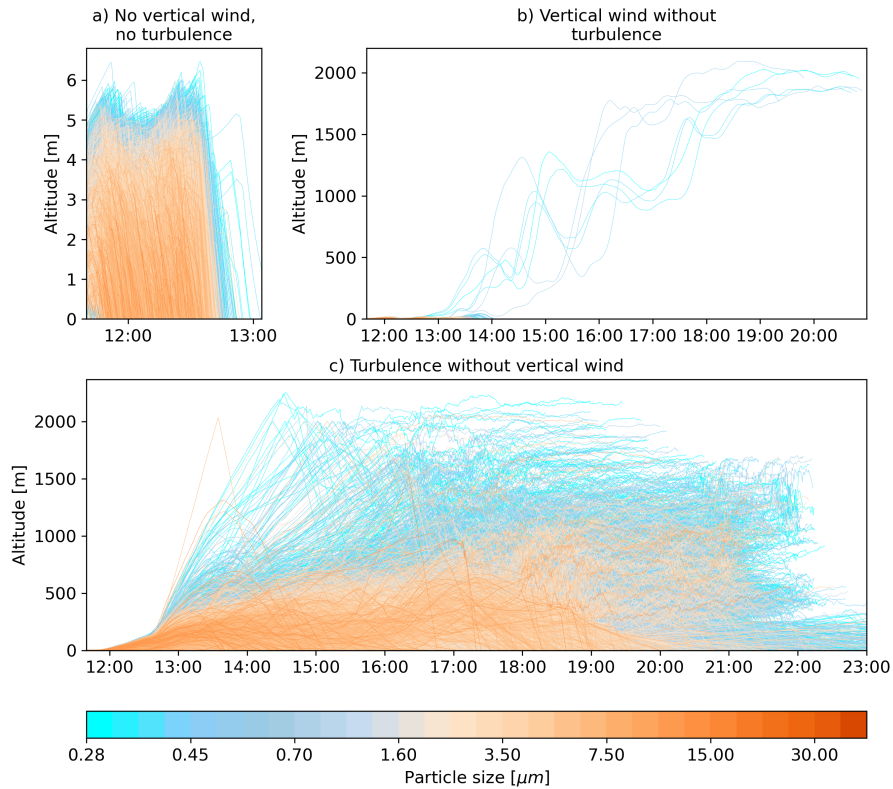 a) No vertical wind,
no turbulence
b) Vertical wind without
turbulence
Altitude [m]
6
5
4
3
2
1
0
12:00 13:00
Altitude [m]
2000
1500
1000
500
0
12:00 13:00 14:00 15:00 16:00 17:00 18:00 19:00 20:00
c) Turbulence without vertical wind
Altitude [m]
2000
1500
1000
500
0
12:00 13:00 14:00 15:00 16:00 17:00 18:00 19:00 20:00 21:00 22:00 23:00
0.28 0.45 0.70 1.60 3.50 7.50 15.00 30.00
Particle size [μm]